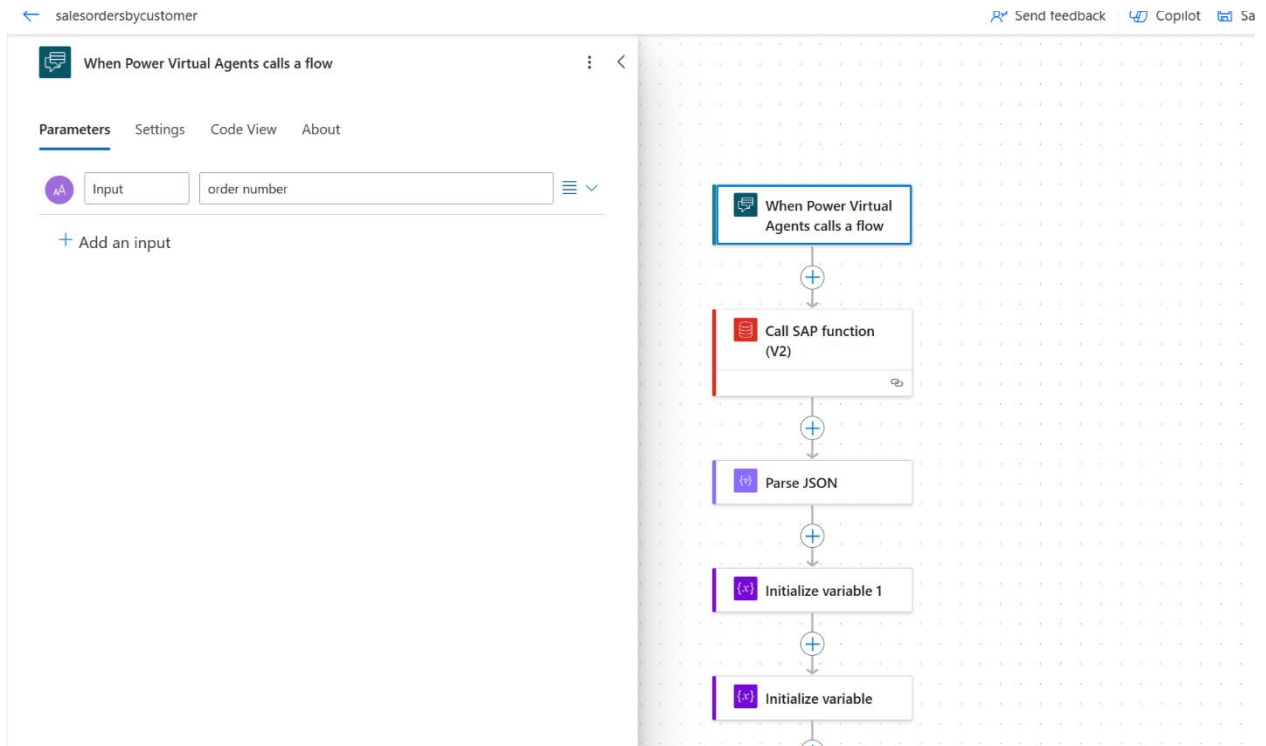 salesordersbycustomer
Send feedback
Copilot
Sa
When Power Virtual Agents calls a flow
Parameters
Settings
Code View
About
AA
Input
order number
Add an input
When Power Virtual
Agents calls a flow
Call SAP function
(V2)
Parse JSON
{x} Initialize variable 1
{x} Initialize variable